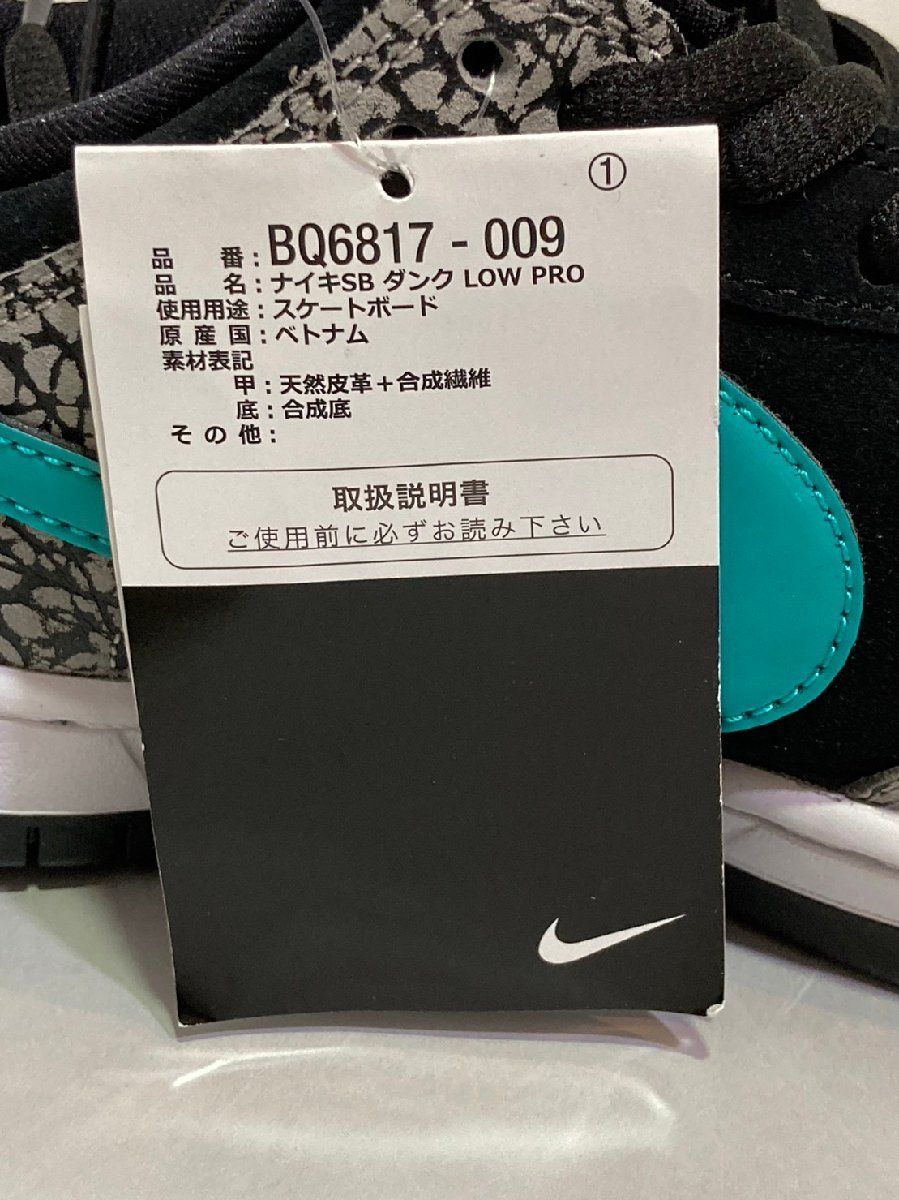 ①
品 番：BQ6817 - 009
品 名：ナイキSB ダンク LOW PRO
使用用途：スケートボード
原 産 国：ベトナム
素材表記
甲：天然皮革＋合成繊維
底：合成底
そ の 他：
取扱説明書
ご使用前に必ずお読み下さい